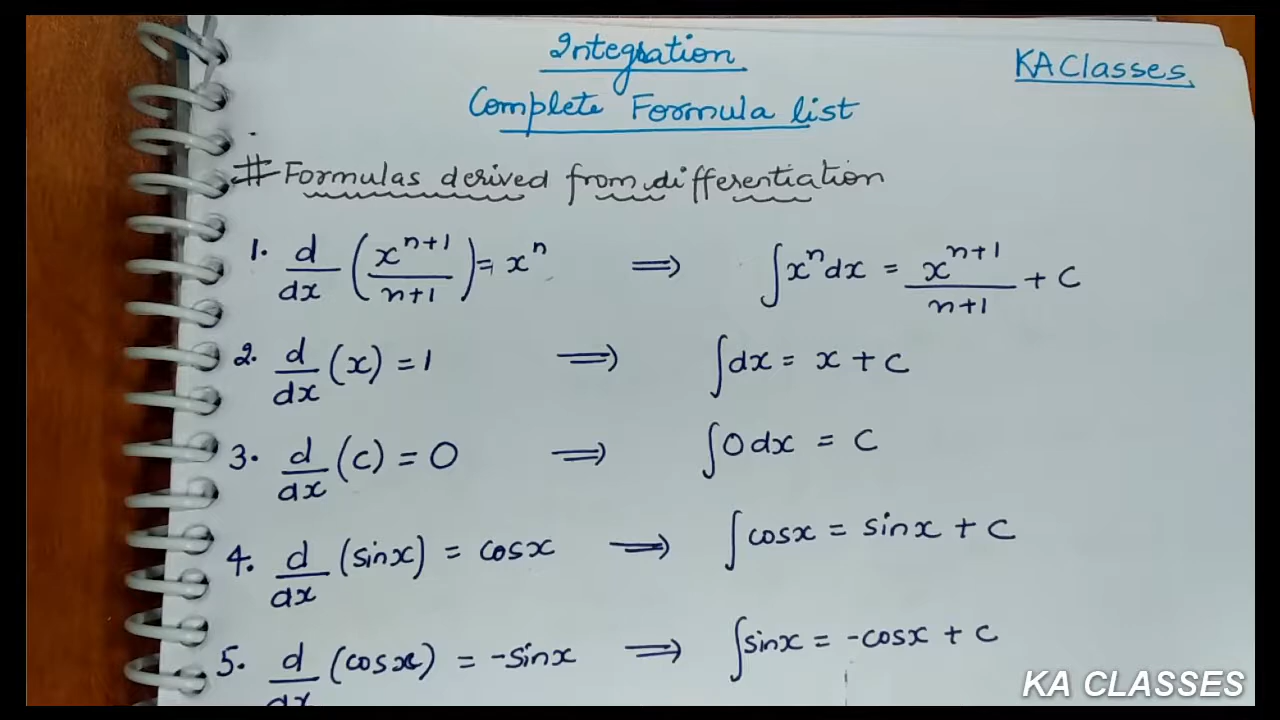 Integration
KA Classes
Complete Formula list
# Formulas derived from differentiation
1. d/dx (x^(n+1)/(n+1)) = x^n ⟹ ∫x^n dx = x^(n+1)/(n+1) + C
2. d/dx (x) = 1 ⟹ ∫dx = x + C
3. d/dx (c) = 0 ⟹ ∫0 dx = C
4. d/dx (sinx) = cosx ⟹ ∫cosx = sinx + C
5. d/dx (cosx) = -sinx ⟹ ∫sinx = -cosx + C
KA CLASSES